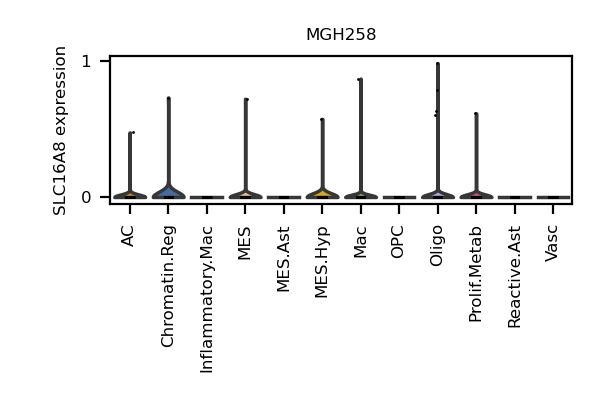 MGH258
SLC16A8 expression
1
0
AC
Chromatin.Reg
Inflammatory.Mac
MES
MES.Ast
MES.Hyp
Mac
OPC
Oligo
Prolif.Metab
Reactive.Ast
Vasc